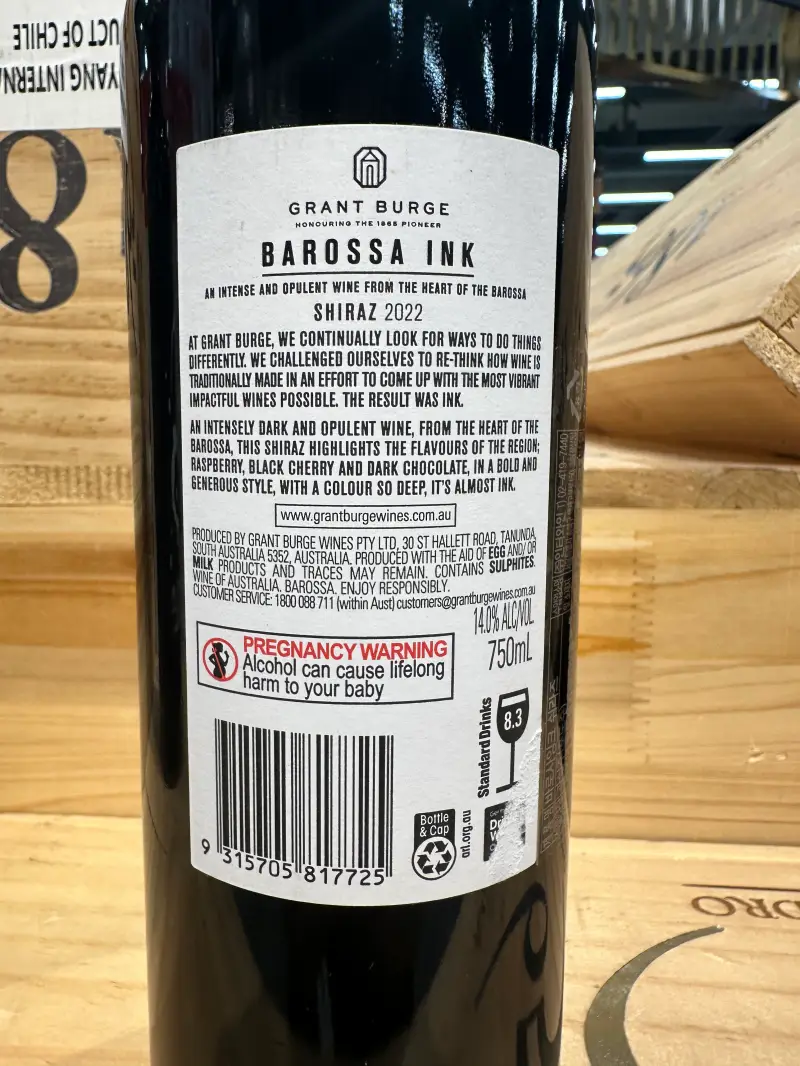 UCT OF CHILE
YANG INTERNA
8
GRANT BURGE
HONOURING THE 1865 PIONEER
BAROSSA INK
AN INTENSE AND OPULENT WINE FROM THE HEART OF THE BAROSSA
SHIRAZ 2022
AT GRANT BURGE, WE CONTINUALLY LOOK FOR WAYS TO DO THINGS
DIFFERENTLY. WE CHALLENGED OURSELVES TO RE-THINK HOW WINE IS
TRADITIONALLY MADE IN AN EFFORT TO COME UP WITH THE MOST VIBRANT
IMPACTFUL WINES POSSIBLE. THE RESULT WAS INK.
AN INTENSELY DARK AND OPULENT WINE, FROM THE HEART OF THE
BAROSSA, THIS SHIRAZ HIGHLIGHTS THE FLAVOURS OF THE REGION;
RASPBERRY, BLACK CHERRY AND DARK CHOCOLATE, IN A BOLD AND
GENEROUS STYLE, WITH A COLOUR SO DEEP, IT'S ALMOST INK.
www.grantburgewines.com.au
PRODUCED BY GRANT BURGE WINES PTY LTD, 30 ST HALLETT ROAD, TANUNDA,
SOUTH AUSTRALIA 5352, AUSTRALIA. PRODUCED WITH THE AID OF EGG AND/OR
MILK PRODUCTS AND TRACES MAY REMAIN. CONTAINS SULPHITES.
WINE OF AUSTRALIA. BAROSSA. ENJOY RESPONSIBLY.
CUSTOMER SERVICE: 1800 088 711 (within Aust) customers@grantburgewines.com.au
14.0% ALC/VOL.
750mL
PREGNANCY WARNING
Alcohol can cause lifelong
harm to your baby
Standard Drinks
8.3
Bottle
& Cap
arl.org.au
9 315705 817725
02-419-7440
DRO